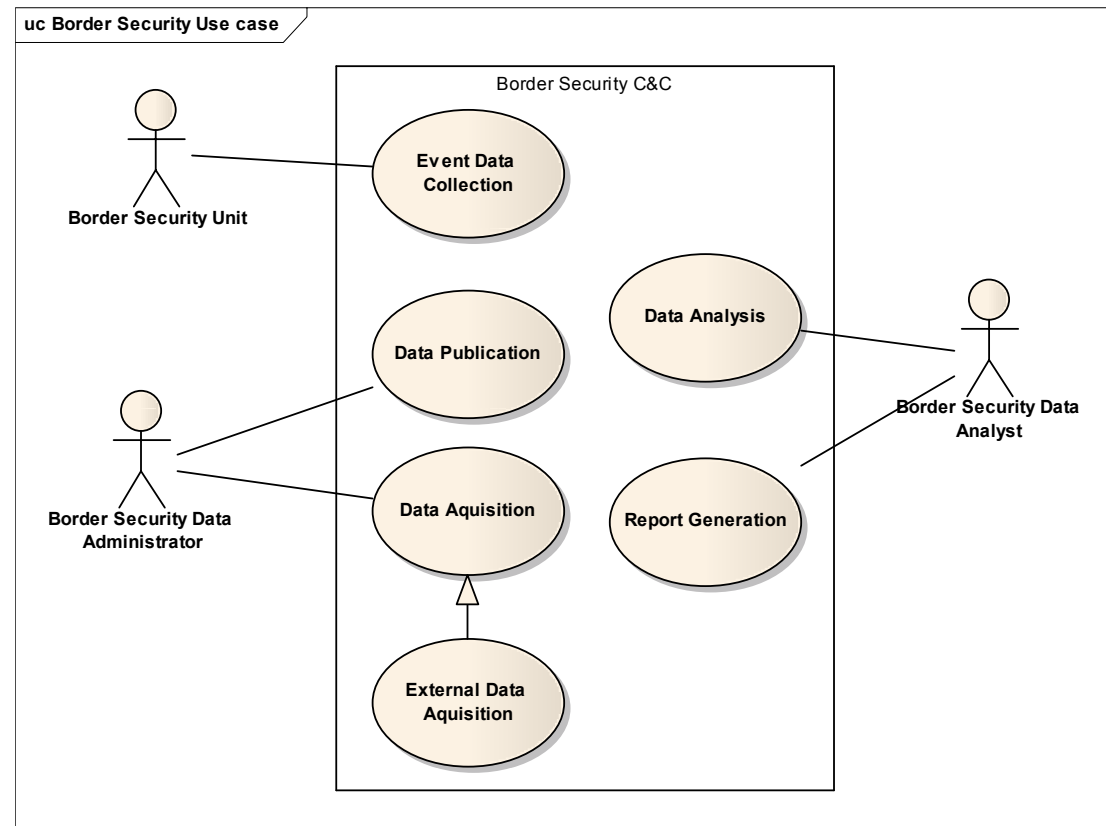 uc Border Security Use case
Border Security C&C
Event Data
Collection
Border Security Unit
Data Publication
Data Analysis
Border Security Data
Analyst
Border Security Data
Administrator
Data Aquisition
Report Generation
External Data
Aquisition